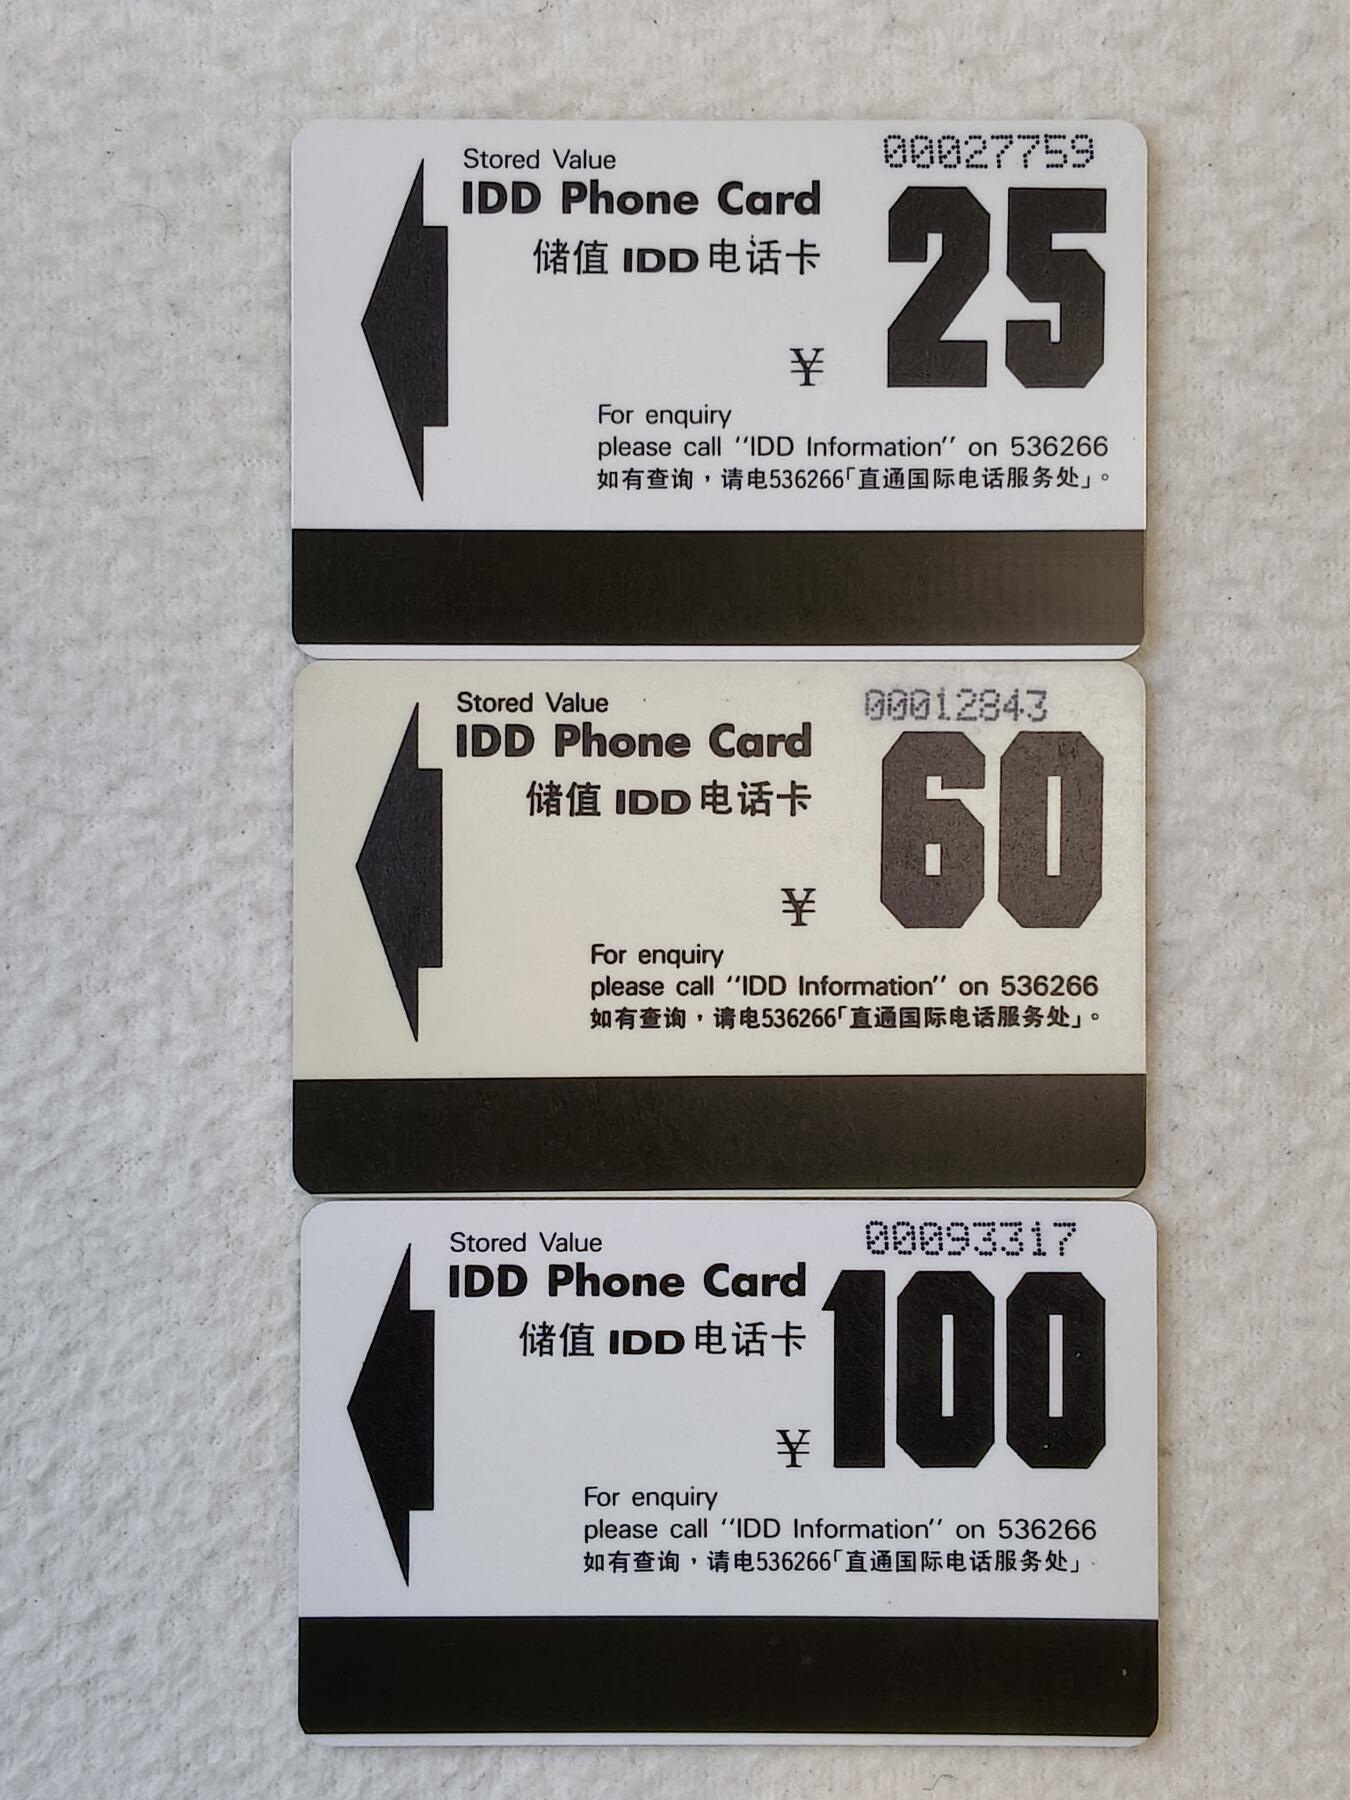 00027759
Stored Value
IDD Phone Card
储值 IDD 电话卡
¥ 25
For enquiry
please call "IDD Information" on 536266
如有查询，请电536266「直通国际电话服务处」。
00012843
Stored Value
IDD Phone Card
储值 IDD 电话卡
¥ 60
For enquiry
please call "IDD Information" on 536266
如有查询，请电536266「直通国际电话服务处」。
00093317
Stored Value
IDD Phone Card
储值 IDD 电话卡
¥ 100
For enquiry
please call "IDD Information" on 536266
如有查询，请电536266「直通国际电话服务处」